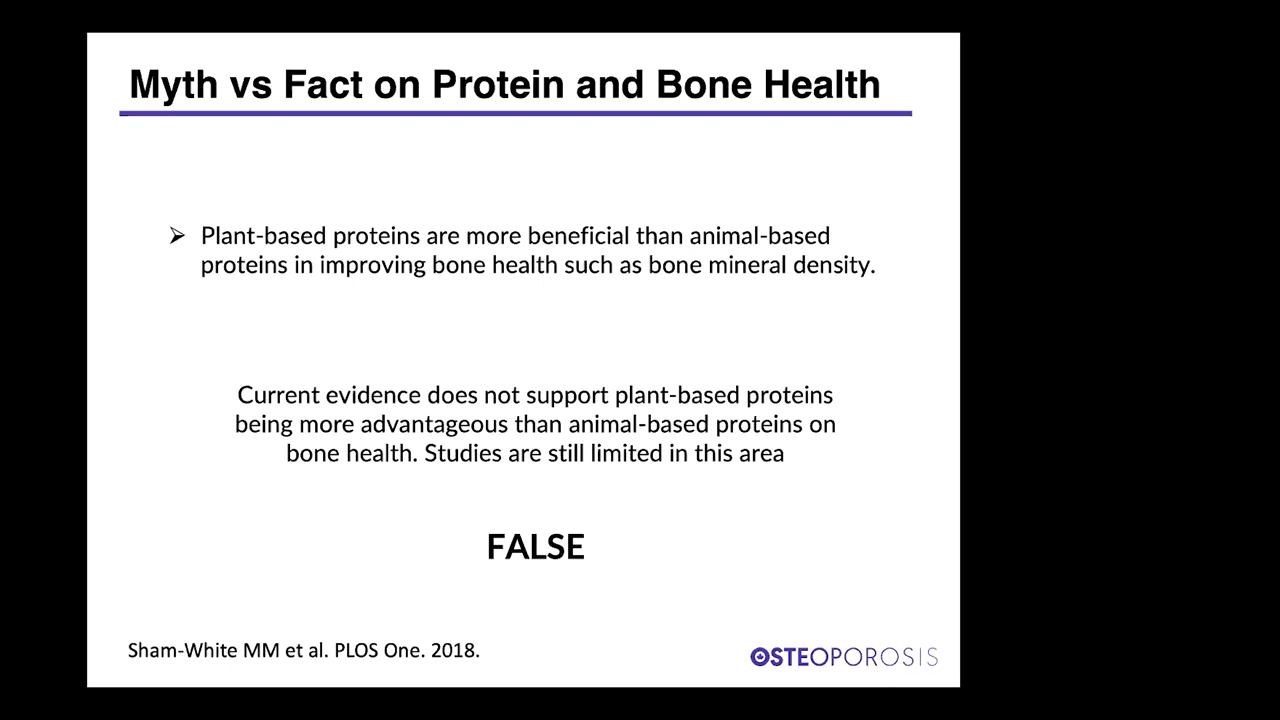 Myth vs Fact on Protein and Bone Health
➢ Plant-based proteins are more beneficial than animal-based
proteins in improving bone health such as bone mineral density.
Current evidence does not support plant-based proteins
being more advantageous than animal-based proteins on
bone health. Studies are still limited in this area
FALSE
Sham-White MM et al. PLOS One. 2018.
OSTEOPOROSIS